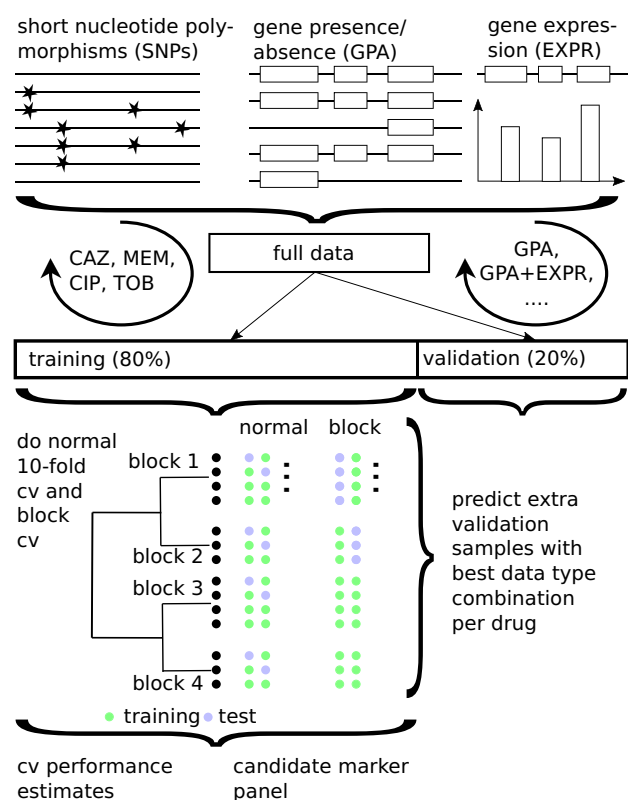 short nucleotide poly-
morphisms (SNPs)
gene presence/
absence (GPA)
gene expres-
sion (EXPR)
CAZ, MEM,
CIP, TOB
full data
GPA,
GPA+EXPR,
....
training (80%)
validation (20%)
do normal
10-fold
cv and
block
cv
normal
block
block 1
block 2
block 3
block 4
predict extra
validation
samples with
best data type
combination
per drug
training
test
cv performance
estimates
candidate marker
panel